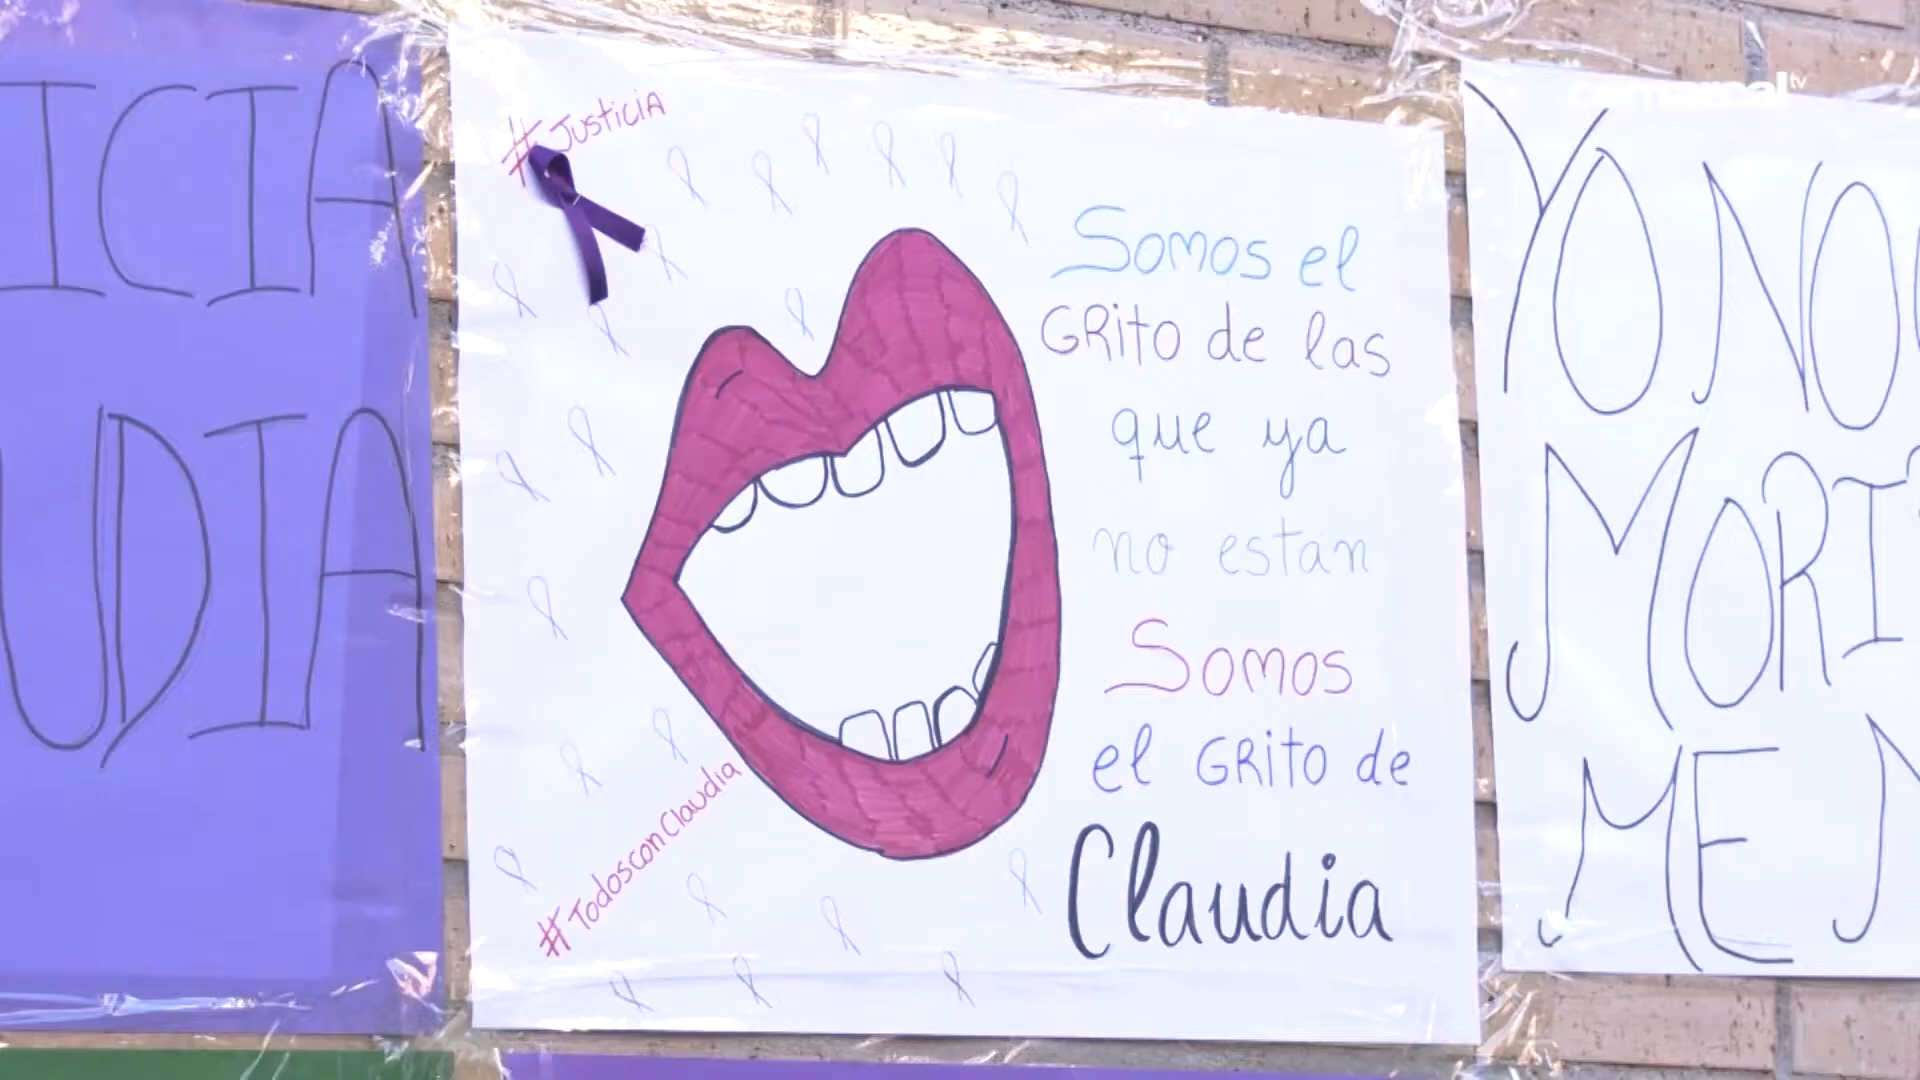 ICIA
UDIA
#JUSTICIA
Somos el
GRito de las
que ya
no estan
Somos
el GRito de
Claudia
#TodosconClaudia
YO NO
MORI
ME